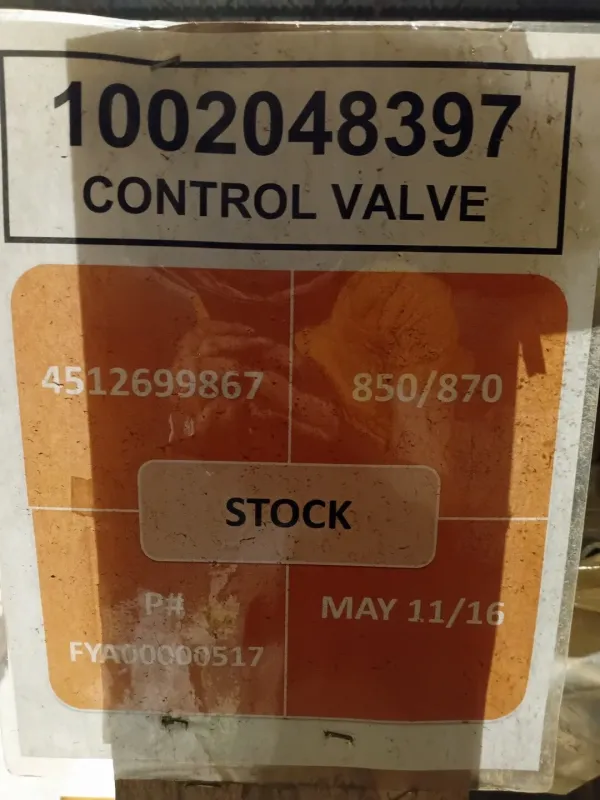 1002048397
CONTROL VALVE
4512699867
850/870
STOCK
P#
FYA00000517
MAY 11/16